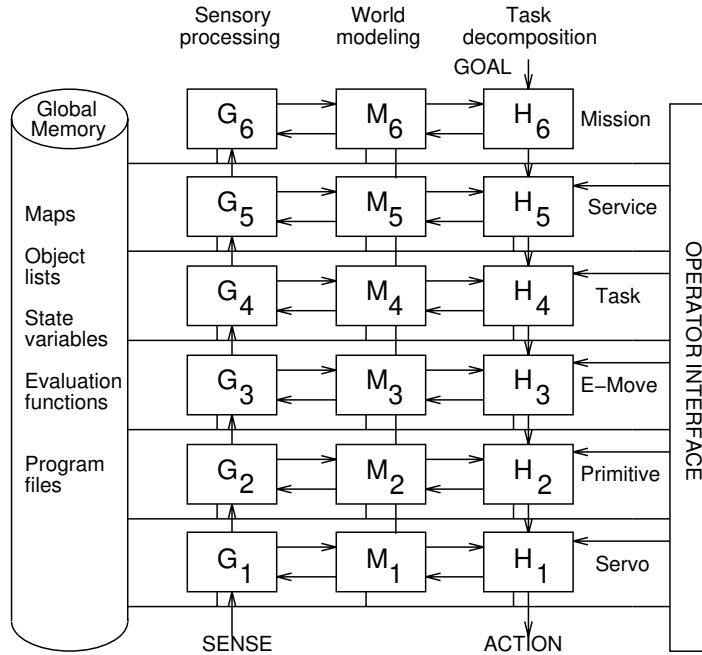 Sensory processing
World modeling
Task decomposition
GOAL
Global Memory
G6
M6
H6
Mission
Maps
G5
M5
H5
Service
Object lists
G4
M4
H4
Task
State variables
Evaluation functions
G3
M3
H3
E-Move
Program files
G2
M2
H2
Primitive
G1
M1
H1
Servo
SENSE
ACTION
OPERATOR INTERFACE